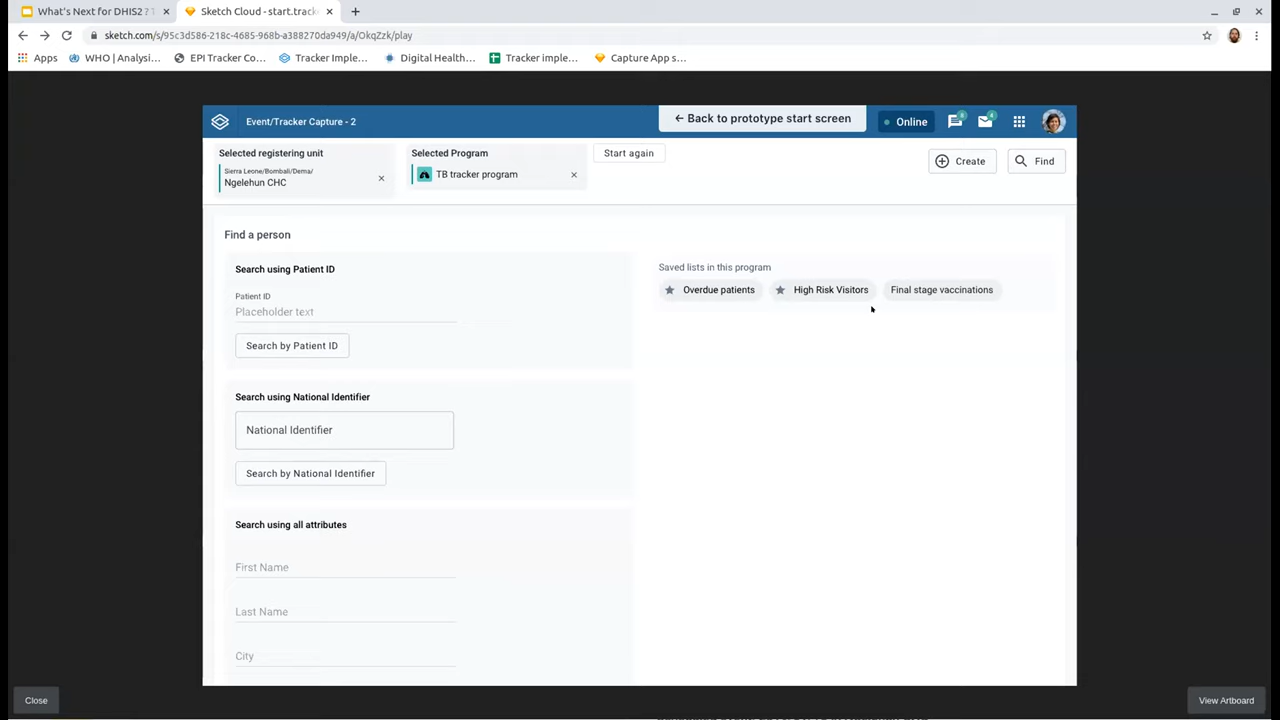 What's Next for DHIS2 ? T
Sketch Cloud - start.track
sketch.com/s/95c3d586-218c-4685-968b-a388270da949/a/OkqZzk/play
Apps
WHO | Analysi...
EPI Tracker Co...
Tracker Imple...
Digital Health...
Tracker imple...
Capture App s...
Event/Tracker Capture - 2
← Back to prototype start screen
Online
Selected registering unit
Sierra Leone/Bombali/Dema/
Ngelehun CHC
Selected Program
TB tracker program
Start again
Create
Find
Find a person
Search using Patient ID
Patient ID
Placeholder text
Search by Patient ID
Saved lists in this program
Overdue patients
High Risk Visitors
Final stage vaccinations
Search using National Identifier
National Identifier
Search by National Identifier
Search using all attributes
First Name
Last Name
City
Close
View Artboard